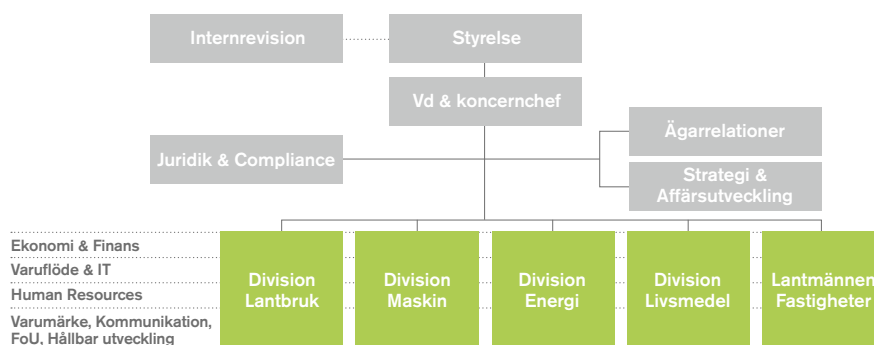 Internrevision
Styrelse
Vd & koncernchef
Juridik & Compliance
Ägarrelationer
Strategi &
Affärsutveckling
Ekonomi & Finans
Varuflöde & IT
Human Resources
Varumärke, Kommunikation,
FoU, Hållbar utveckling
Division
Lantbruk
Division
Maskin
Division
Energi
Division
Livsmedel
Lantmännen
Fastigheter